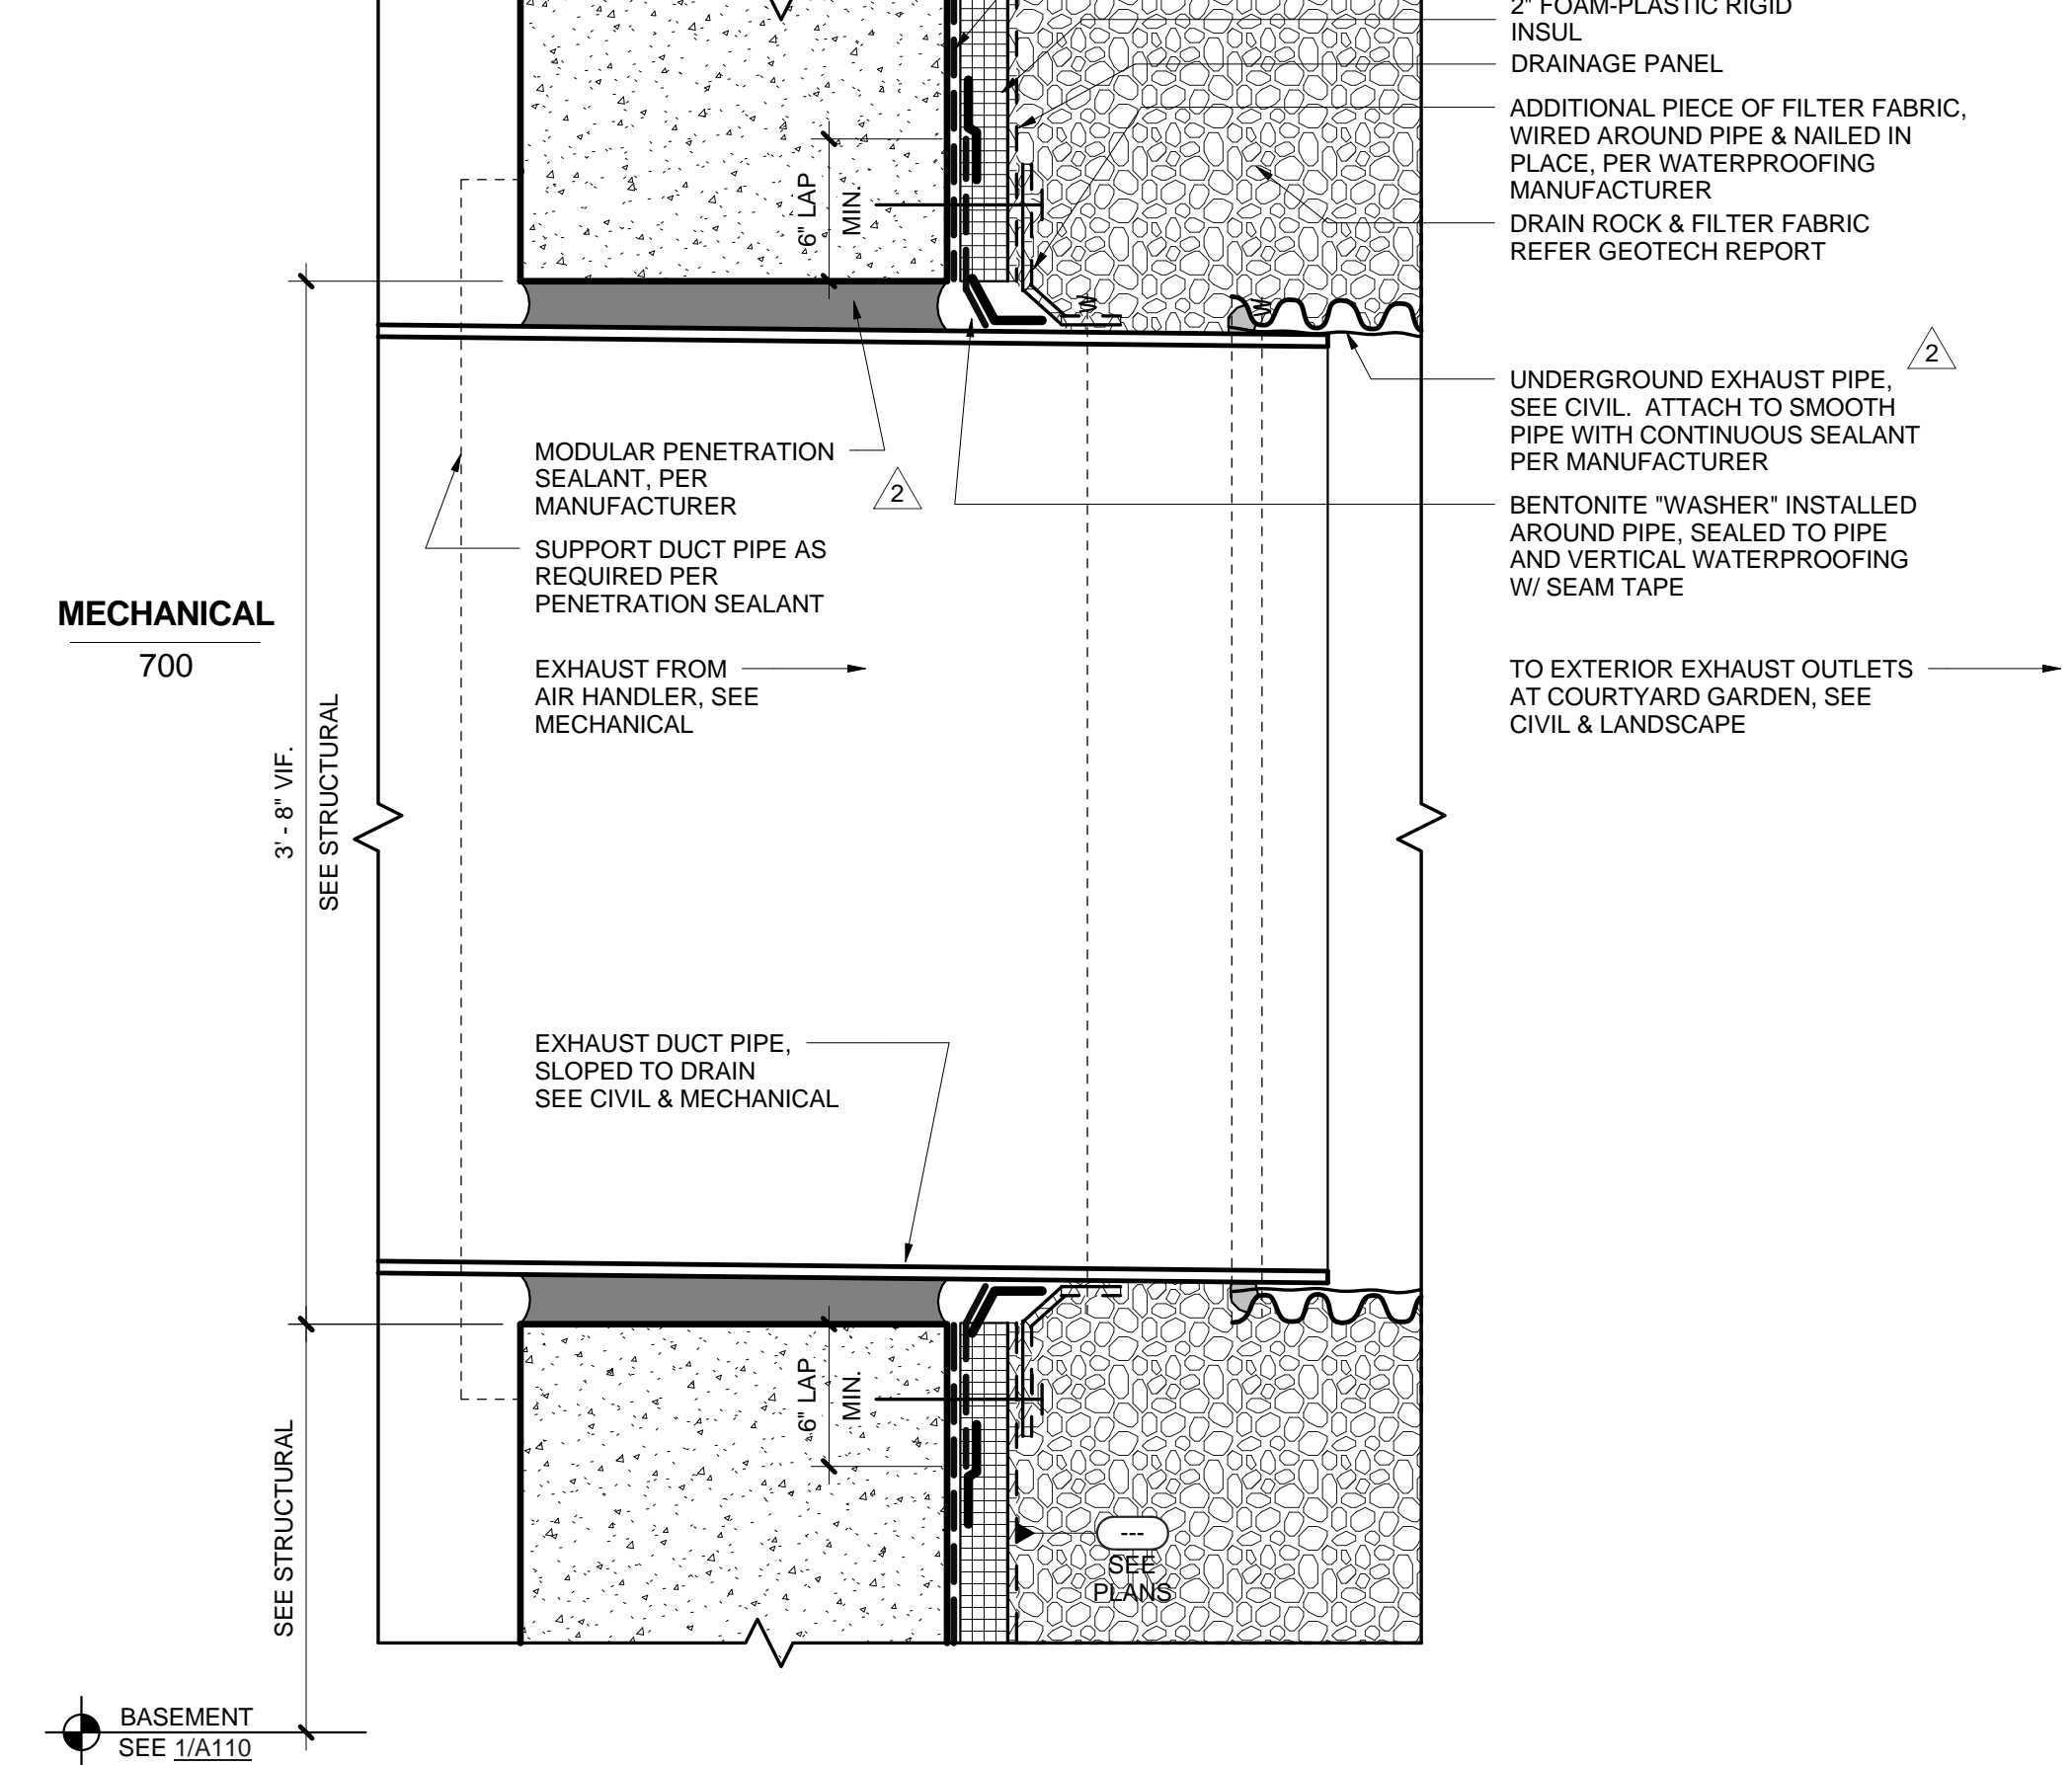 2" FOAM-PLASTIC RIGID
INSUL
DRAINAGE PANEL
ADDITIONAL PIECE OF FILTER FABRIC,
WIRED AROUND PIPE & NAILED IN
PLACE, PER WATERPROOFING
MANUFACTURER
DRAIN ROCK & FILTER FABRIC
REFER GEOTECH REPORT
6" LAP
MIN.
2
UNDERGROUND EXHAUST PIPE,
SEE CIVIL.  ATTACH TO SMOOTH
PIPE WITH CONTINUOUS SEALANT
PER MANUFACTURER
MODULAR PENETRATION
SEALANT, PER
MANUFACTURER
2
BENTONITE "WASHER" INSTALLED
AROUND PIPE, SEALED TO PIPE
AND VERTICAL WATERPROOFING
W/ SEAM TAPE
SUPPORT DUCT PIPE AS
REQUIRED PER
PENETRATION SEALANT
MECHANICAL
700
EXHAUST FROM
AIR HANDLER, SEE
MECHANICAL
TO EXTERIOR EXHAUST OUTLETS
AT COURTYARD GARDEN, SEE
CIVIL & LANDSCAPE
3' - 8" VIF.
SEE STRUCTURAL
EXHAUST DUCT PIPE,
SLOPED TO DRAIN
SEE CIVIL & MECHANICAL
6" LAP
MIN.
SEE STRUCTURAL
---
SEE
PLANS
BASEMENT
SEE 1/A110